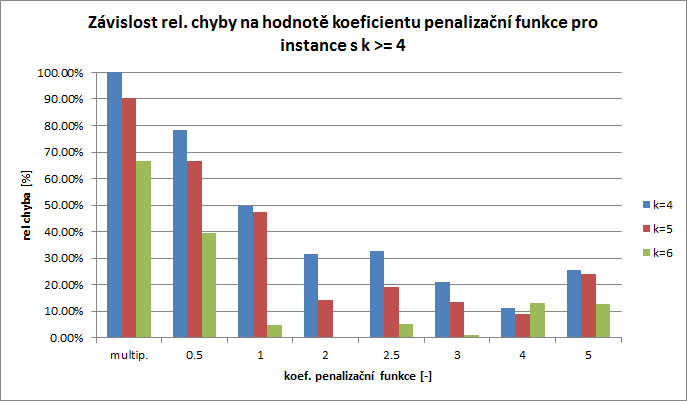 Závislost rel. chyby na hodnotě koeficientu penalizační funkce pro
instance s k >= 4
100.00%
90.00%
80.00%
70.00%
60.00%
50.00%
40.00%
30.00%
20.00%
10.00%
0.00%
rel chyba [%]
multip. 0.5 1 2 2.5 3 4 5
koef. penalizační funkce [-]
k=4
k=5
k=6